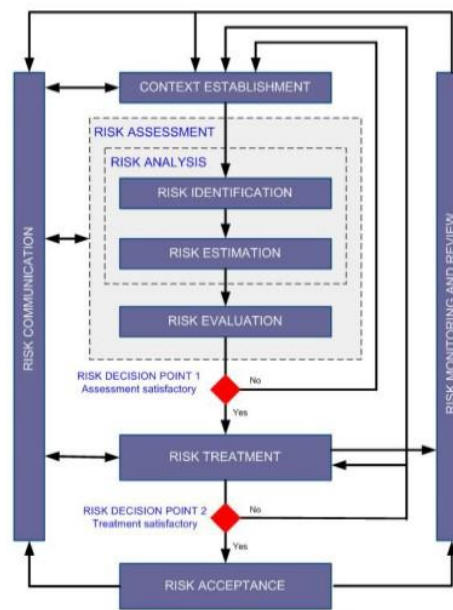 CONTEXT ESTABLISHMENT
RISK ASSESSMENT
RISK ANALYSIS
RISK IDENTIFICATION
RISK ESTIMATION
RISK EVALUATION
RISK COMMUNICATION
RISK MONITORING AND REVIEW
RISK DECISION POINT 1
Assessment satisfactory
No
Yes
RISK TREATMENT
RISK DECISION POINT 2
Treatment satisfactory
No
Yes
RISK ACCEPTANCE